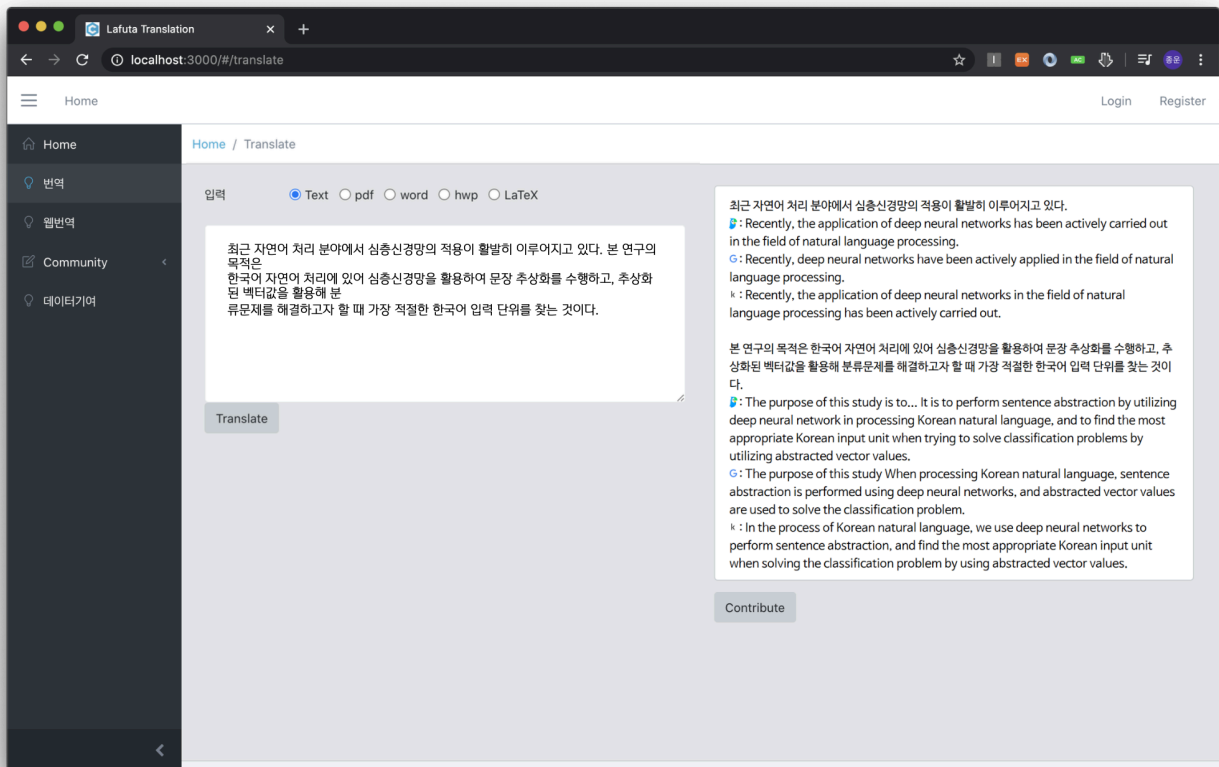 Lafuta Translation
localhost:3000/#/translate
EX
AC
종운
Home
Login
Register
Home
번역
웹번역
Community
데이터기여
Home / Translate
입력
Text pdf word hwp LaTeX
최근 자연어 처리 분야에서 심층신경망의 적용이 활발히 이루어지고 있다. 본 연구의
목적은
한국어 자연어 처리에 있어 심층신경망을 활용하여 문장 추상화를 수행하고, 추상화
된 벡터값을 활용해 분
류문제를 해결하고자 할 때 가장 적절한 한국어 입력 단위를 찾는 것이다.
Translate
최근 자연어 처리 분야에서 심층신경망의 적용이 활발히 이루어지고 있다.
: Recently, the application of deep neural networks has been actively carried out
in the field of natural language processing.
G : Recently, deep neural networks have been actively applied in the field of natural
language processing.
k : Recently, the application of deep neural networks in the field of natural
language processing has been actively carried out.
본 연구의 목적은 한국어 자연어 처리에 있어 심층신경망을 활용하여 문장 추상화를 수행하고, 추
상화된 벡터값을 활용해 분류문제를 해결하고자 할 때 가장 적절한 한국어 입력 단위를 찾는 것이
다.
: The purpose of this study is to... It is to perform sentence abstraction by utilizing
deep neural network in processing Korean natural language, and to find the most
appropriate Korean input unit when trying to solve classification problems by
utilizing abstracted vector values.
G : The purpose of this study When processing Korean natural language, sentence
abstraction is performed using deep neural networks, and abstracted vector values
are used to solve the classification problem.
k : In the process of Korean natural language, we use deep neural networks to
perform sentence abstraction, and find the most appropriate Korean input unit
when solving the classification problem by using abstracted vector values.
Contribute